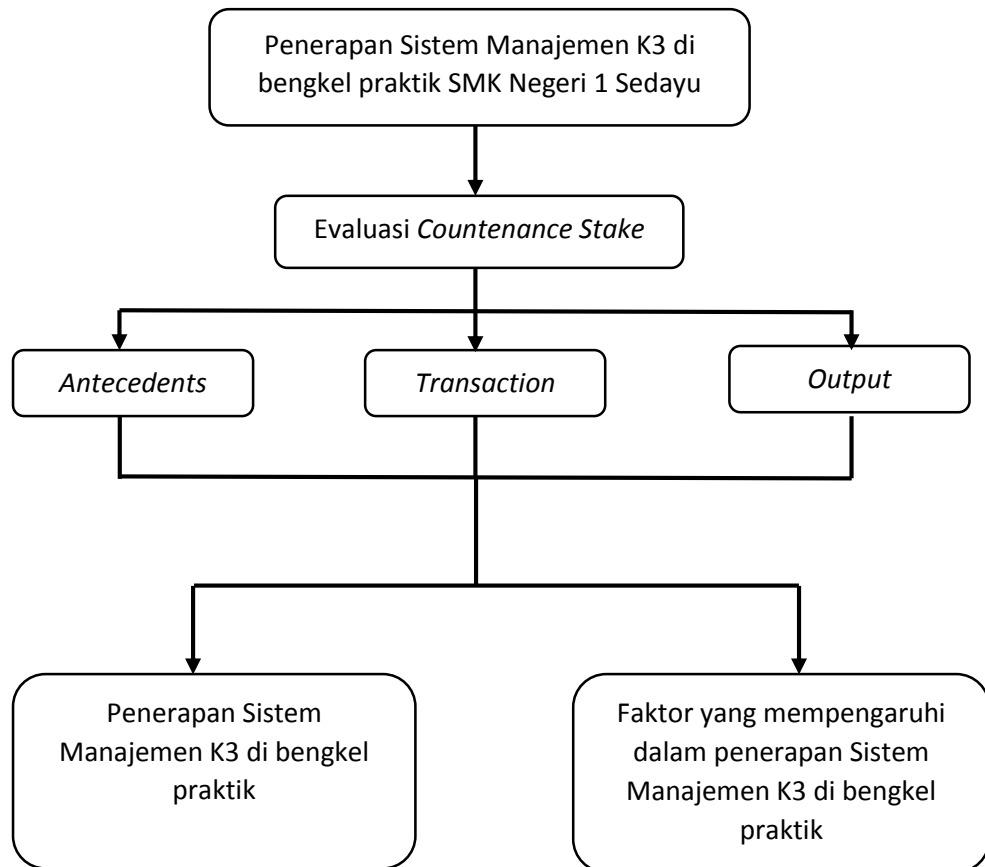 Penerapan Sistem Manajemen K3 di
bengkel praktik SMK Negeri 1 Sedayu
Evaluasi Countenance Stake
Antecedents
Transaction
Output
Penerapan Sistem
Manajemen K3 di bengkel
praktik
Faktor yang mempengaruhi
dalam penerapan Sistem
Manajemen K3 di bengkel
praktik